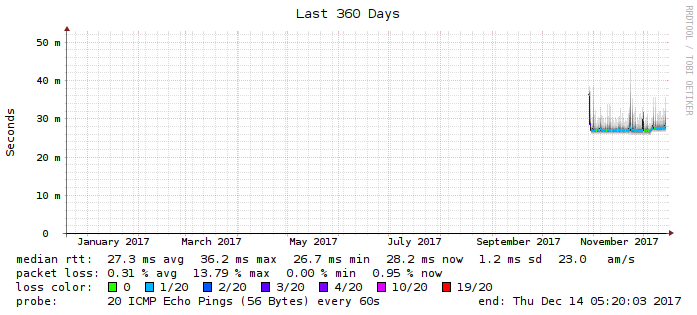 Last 360 Days
RRDTOOL / TOBI OETIKER
Seconds
50 m
40 m
30 m
20 m
10 m
0
January 2017 March 2017 May 2017 July 2017 September 2017 November 2017
median rtt: 27.3 ms avg 36.2 ms max 26.7 ms min 28.2 ms now 1.2 ms sd 23.0 am/s
packet loss: 0.31 % avg 13.79 % max 0.00 % min 0.95 % now
loss color: 0 1/20 2/20 3/20 4/20 10/20 19/20
probe: 20 ICMP Echo Pings (56 Bytes) every 60s end: Thu Dec 14 05:20:03 2017